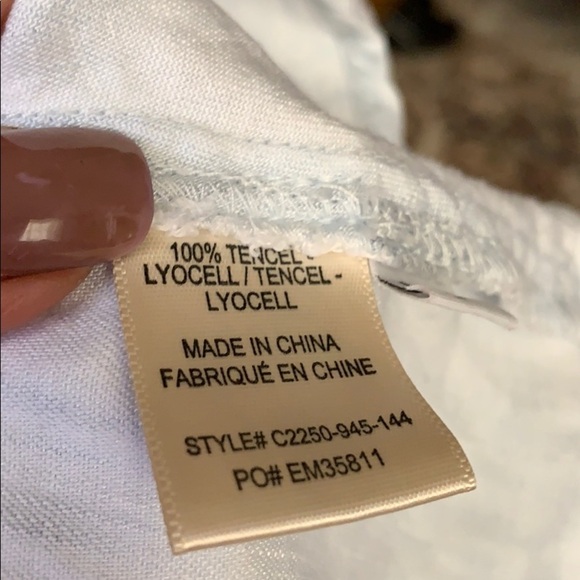 100% TENCEL -
LYOCELL / TENCEL -
LYOCELL
MADE IN CHINA
FABRIQUÉ EN CHINE
STYLE# C2250-945-144
PO# EM35811